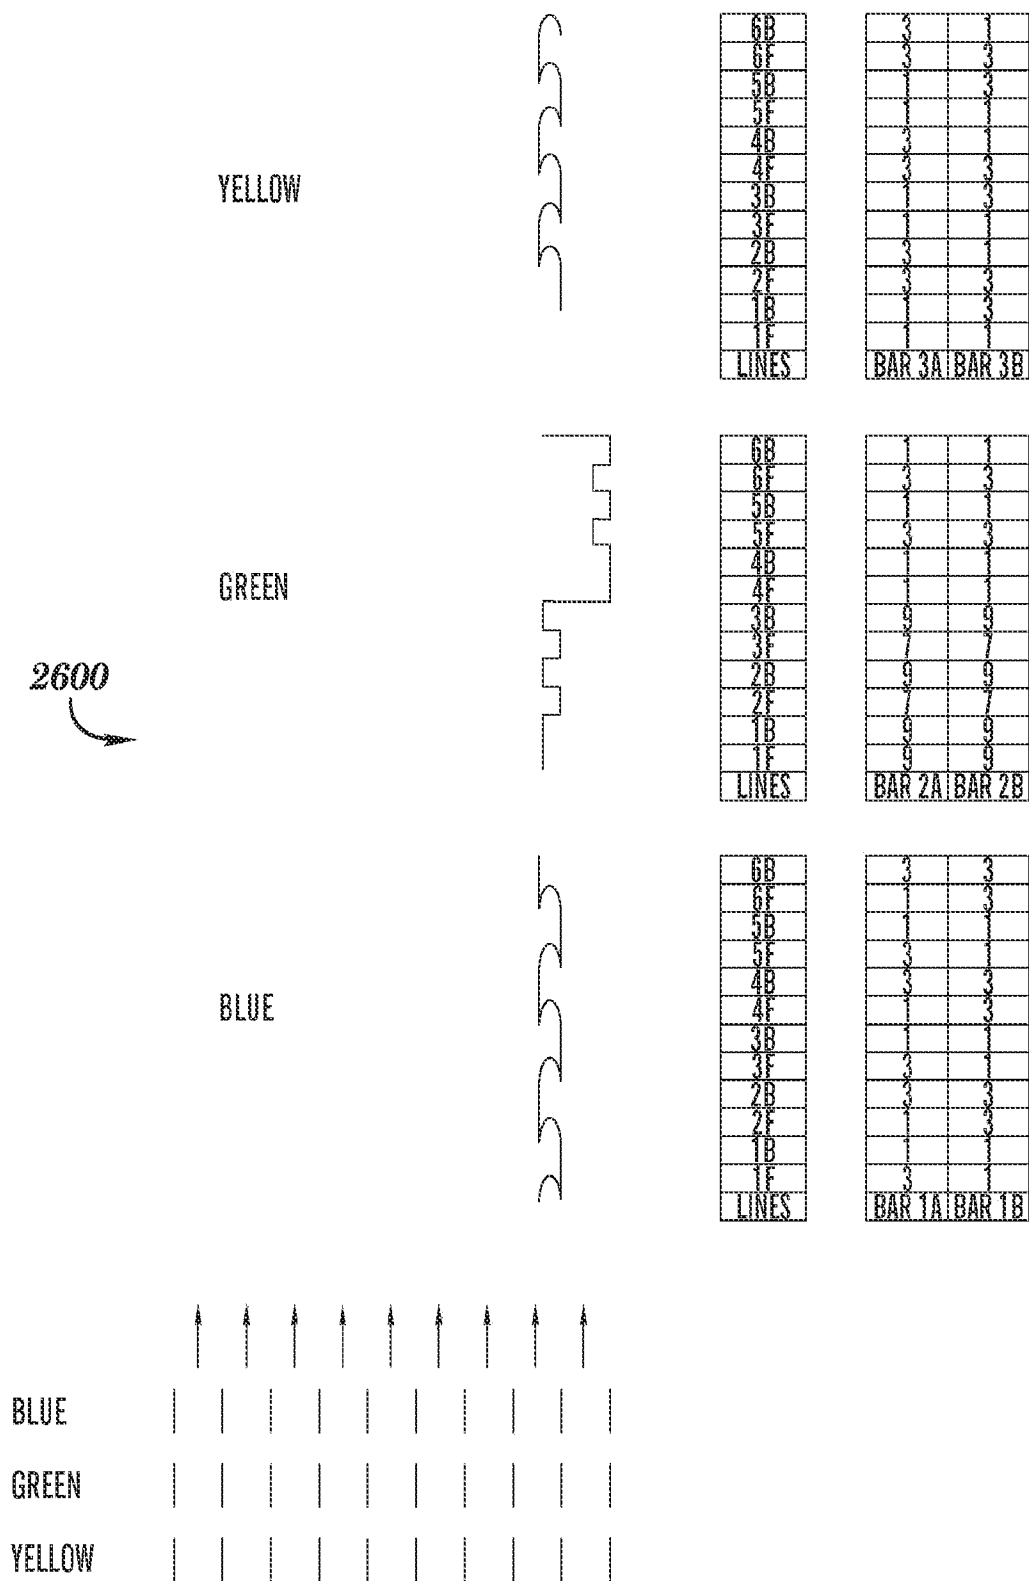 6B 3 1
6F 3 3
5B 1 3
5F 1 1
4B 3 1
4F 3 3
YELLOW
3B 1 3
3F 1 1
2B 3 1
2F 3 3
1B 1 3
1F 1 1
LINES BAR 3A BAR 3B
6B 1 1
6F 3 3
5B 1 1
5F 3 3
4B 1 1
GREEN
4F 1 1
3B 9 9
3F 7 7
2600
2B 9 9
2F 7 7
1B 9 9
1F 9 9
LINES BAR 2A BAR 2B
6B 3 3
6F 1 3
5B 1 1
5F 3 1
4B 3 3
BLUE
4F 1 3
3B 1 1
3F 3 1
2B 3 3
2F 1 3
1B 1 1
1F 3 1
LINES BAR 1A BAR 1B
BLUE
GREEN
YELLOW